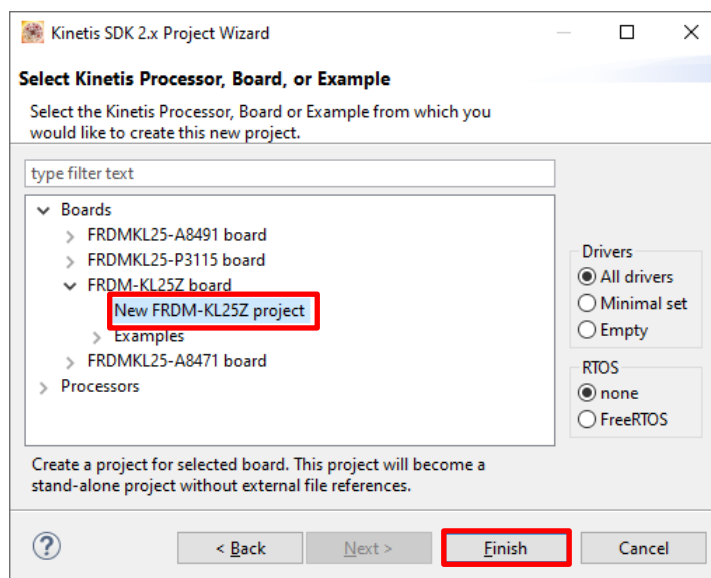 Kinetis SDK 2.x Project Wizard
Select Kinetis Processor, Board, or Example
Select the Kinetis Processor, Board or Example from which you
would like to create this new project.
type filter text
Boards
FRDMKL25-A8491 board
FRDMKL25-P3115 board
FRDM-KL25Z board
New FRDM-KL25Z project
Examples
FRDMKL25-A8471 board
Processors
Drivers
All drivers
Minimal set
Empty
RTOS
none
FreeRTOS
Create a project for selected board. This project will become a
stand-alone project without external file references.
? < Back Next > Finish Cancel